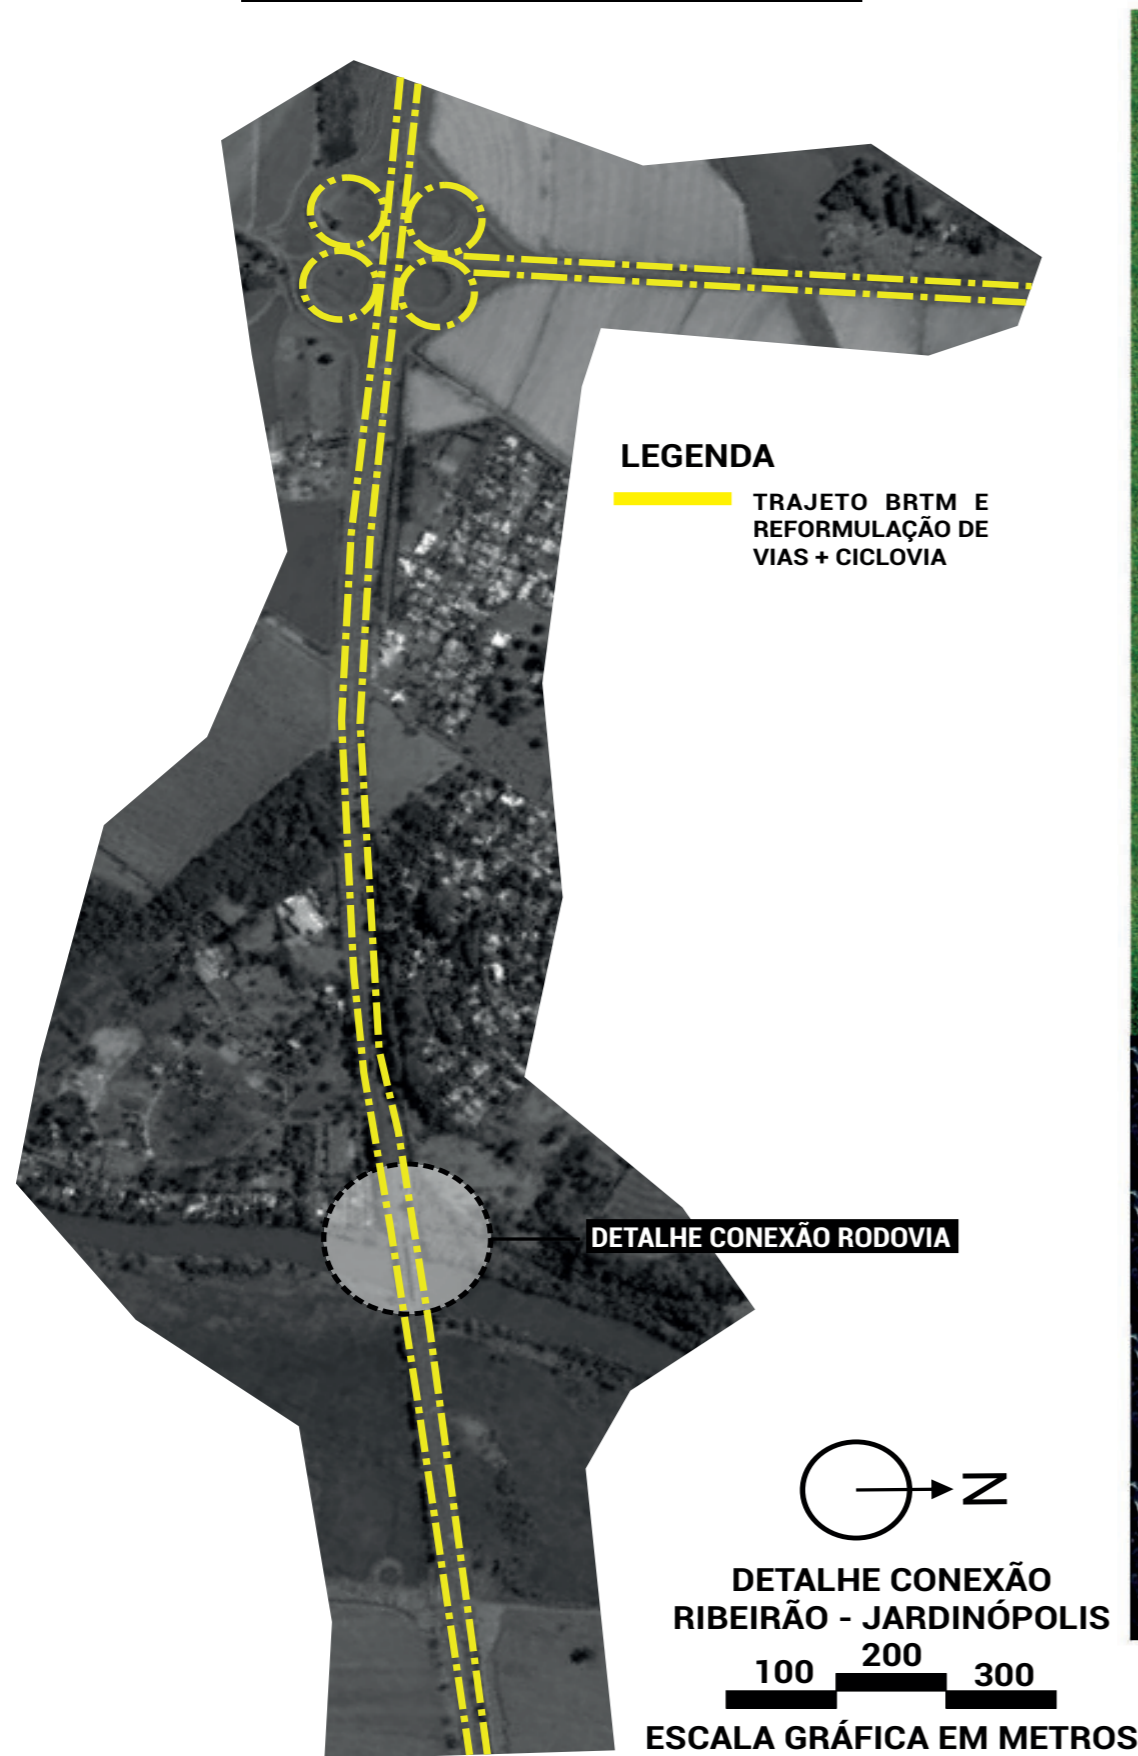 LEGENDA
TRAJETO BRTM E
REFORMULAÇÃO DE
VIAS + CICLOVIA
DETALHE CONEXÃO RODOVIA
N
DETALHE CONEXÃO
RIBEIRÃO - JARDINÓPOLIS
100 200 300
ESCALA GRÁFICA EM METROS